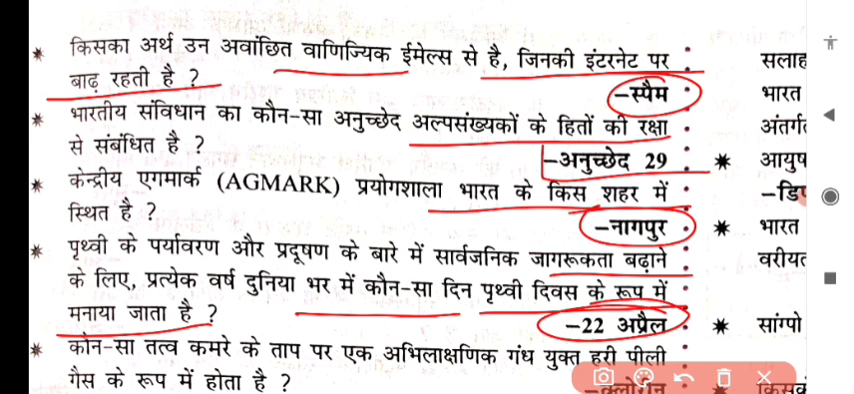 * किसका अर्थ उन अवांछित वाणिज्यिक ईमेल्स से है, जिनकी इंटरनेट पर
बाढ़ रहती है ?
–स्पैम
* भारतीय संविधान का कौन-सा अनुच्छेद अल्पसंख्यकों के हितों की रक्षा
से संबंधित है ?
–अनुच्छेद 29
* केन्द्रीय एगमार्क (AGMARK) प्रयोगशाला भारत के किस शहर में
स्थित है ?
–नागपुर
* पृथ्वी के पर्यावरण और प्रदूषण के बारे में सार्वजनिक जागरूकता बढ़ाने
के लिए, प्रत्येक वर्ष दुनिया भर में कौन-सा दिन पृथ्वी दिवस के रूप में
मनाया जाता है ?
–22 अप्रैल
* कौन-सा तत्व कमरे के ताप पर एक अभिलाक्षणिक गंध युक्त हरी पीली
गैस के रूप में होता है ?
–क्लोरीन
सलाह
भारत
* आयुष
* भारत
वरीयत
* सांग्पो